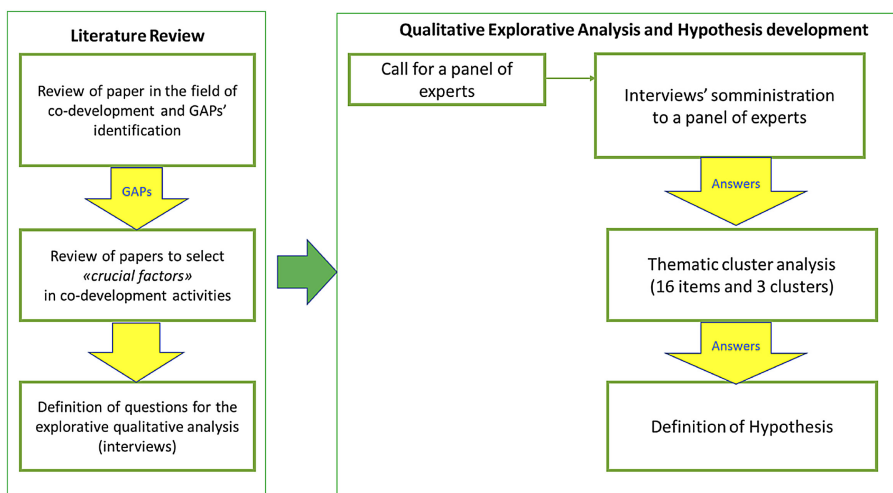 Literature Review
Review of paper in the field of
co-development and GAPs’
identification
GAPs
Review of papers to select
«crucial factors»
in co-development activities
Definition of questions for the
explorative qualitative analysis
(interviews)
Qualitative Explorative Analysis and Hypothesis development
Call for a panel of
experts
Interviews’ somministration
to a panel of experts
Answers
Thematic cluster analysis
(16 items and 3 clusters)
Answers
Definition of Hypothesis